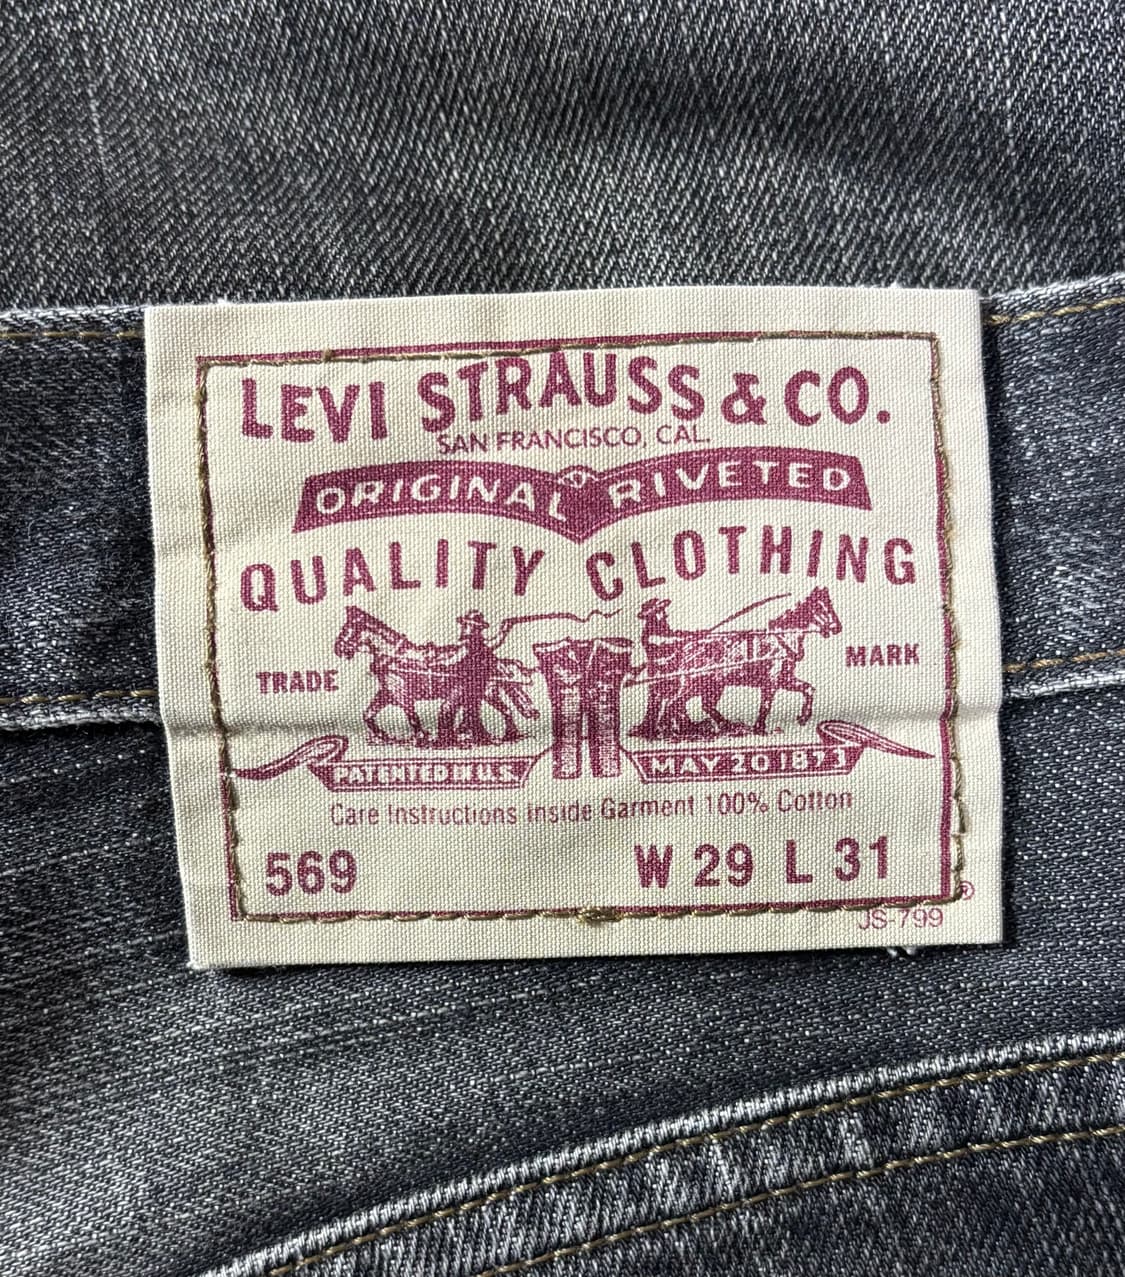 LEVI STRAUSS & CO.
SAN FRANCISCO, CAL.
ORIGINAL RIVETED
QUALITY CLOTHING
TRADE MARK
PATENTED IN U.S. MAY 20 1873
Care Instructions Inside Garment 100% Cotton
569 W 29 L 31
®
JS-799